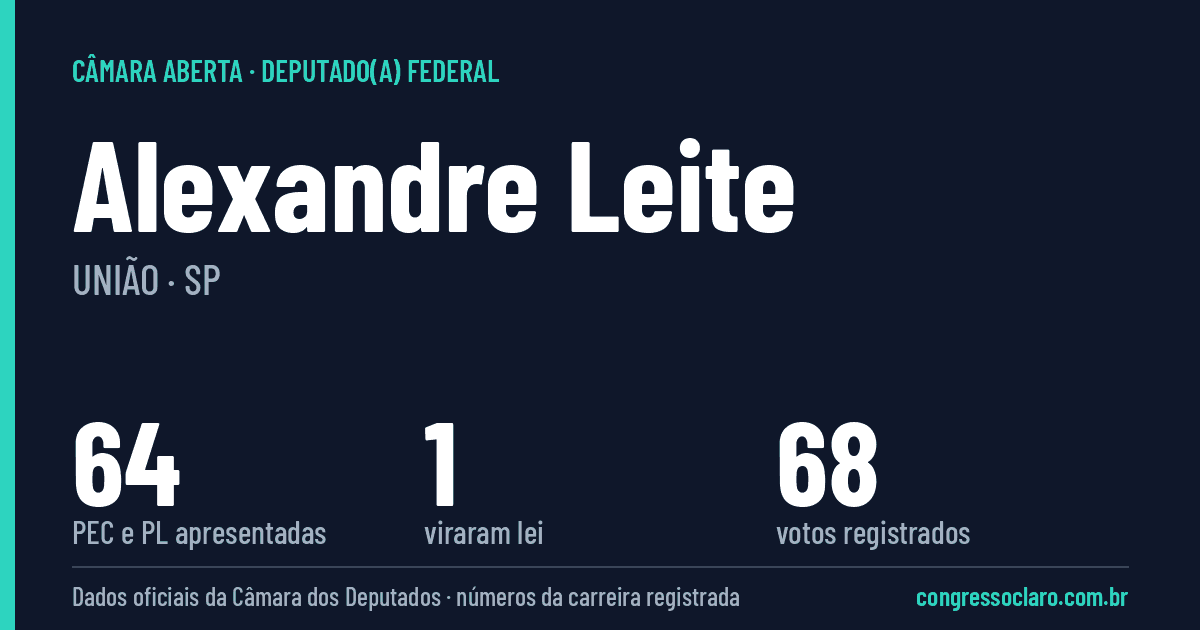 CÂMARA ABERTA · DEPUTADO(A) FEDERAL
Alexandre Leite
UNIÃO · SP
64 1 68
PEC e PL apresentadas viraram lei votos registrados
Dados oficiais da Câmara dos Deputados · números da carreira registrada congressoclaro.com.br